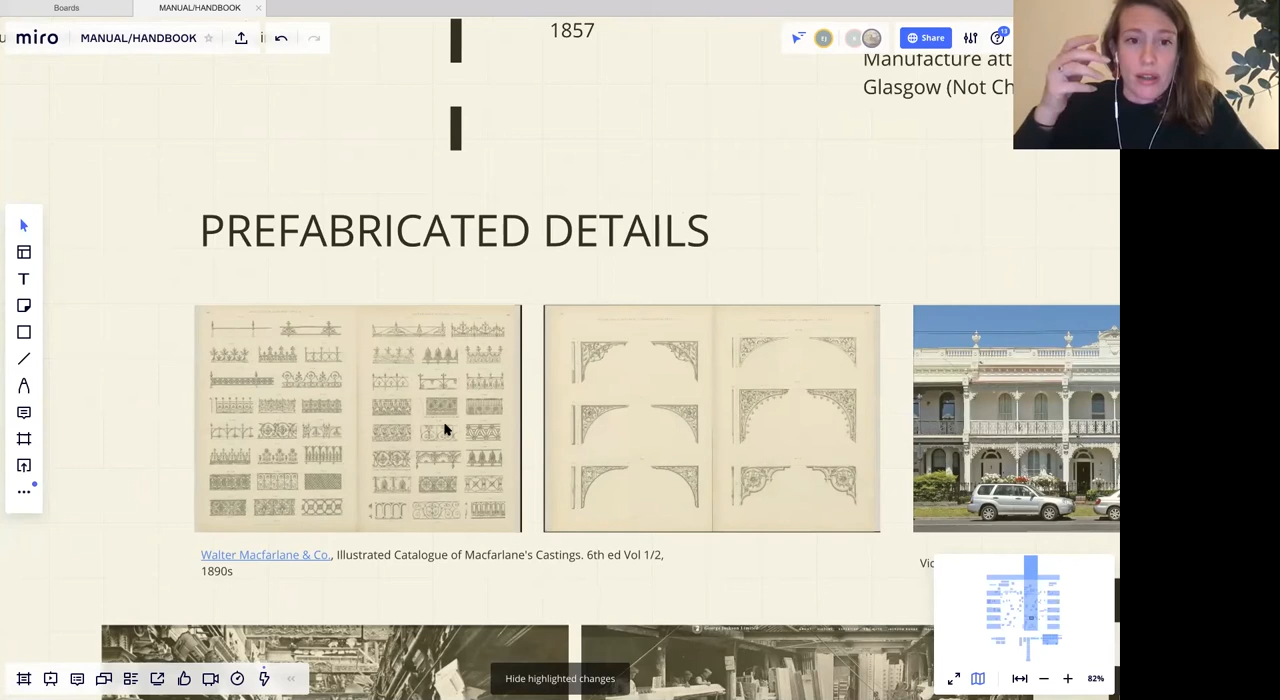 Boards
MANUAL/HANDBOOK
miro
MANUAL/HANDBOOK
Share
13
1857
Manufacture att
Glasgow (Not Ch
PREFABRICATED DETAILS
T
Walter Macfarlane & Co., Illustrated Catalogue of Macfarlane's Castings. 6th ed Vol 1/2,
1890s
Vic
Hide highlighted changes
82%